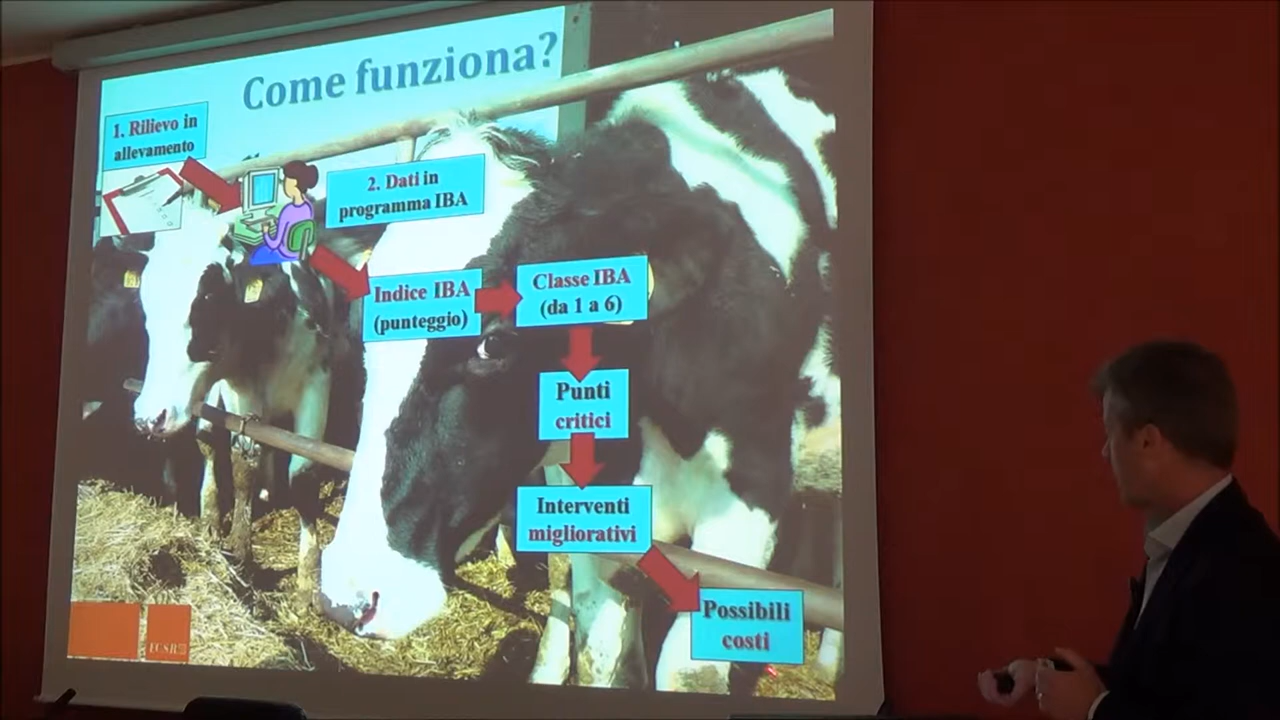 Come funziona?
1. Rilievo in
allevamento
2. Dati in
programma IBA
Indice IBA
(punteggio)
Classe IBA
(da 1 a 6)
Punti
critici
Interventi
migliorativi
Possibili
costi